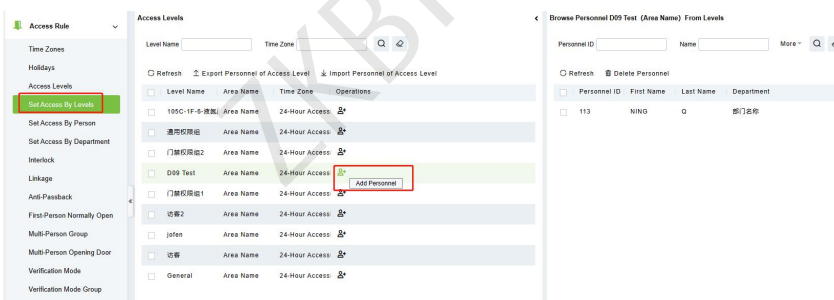 Access Rule
Time Zones
Holidays
Access Levels
Set Access By Levels
Set Access By Person
Set Access By Department
Interlock
Linkage
Anti-Passback
First-Person Normally Open
Multi-Person Group
Multi-Person Opening Door
Verification Mode
Verification Mode Group
Access Levels
Level Name
Time Zone
Refresh Export Personnel of Access Level Import Personnel of Access Level
Level Name Area Name Time Zone Operations
105C-1F-6-液氮 Area Name 24-Hour Access
通用权限组 Area Name 24-Hour Access
门禁权限组2 Area Name 24-Hour Access
D09 Test Area Name 24-Hour Access
Add Personnel
门禁权限组1 Area Name 24-Hour Access
访客2 Area Name 24-Hour Access
jofen Area Name 24-Hour Access
访客 Area Name 24-Hour Access
General Area Name 24-Hour Access
Browse Personnel D09 Test (Area Name) From Levels
Personnel ID
Name
More
Refresh Delete Personnel
Personnel ID First Name Last Name Department
113 NING Q 部门名称